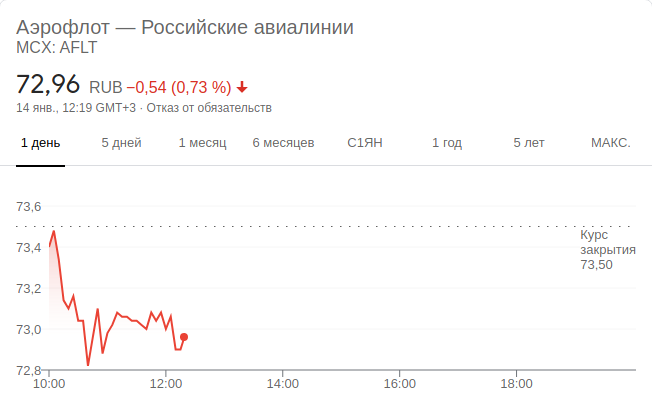 Аэрофлот — Российские авиалинии
MCX: AFLT
72,96 RUB −0,54 (0,73 %)
14 янв., 12:19 GMT+3 · Отказ от обязательств
1 день 5 дней 1 месяц 6 месяцев С1ЯН 1 год 5 лет МАКС.
73,6
Курс
закрытия
73,50
73,4
73,2
73,0
72,8
10:00 12:00 14:00 16:00 18:00